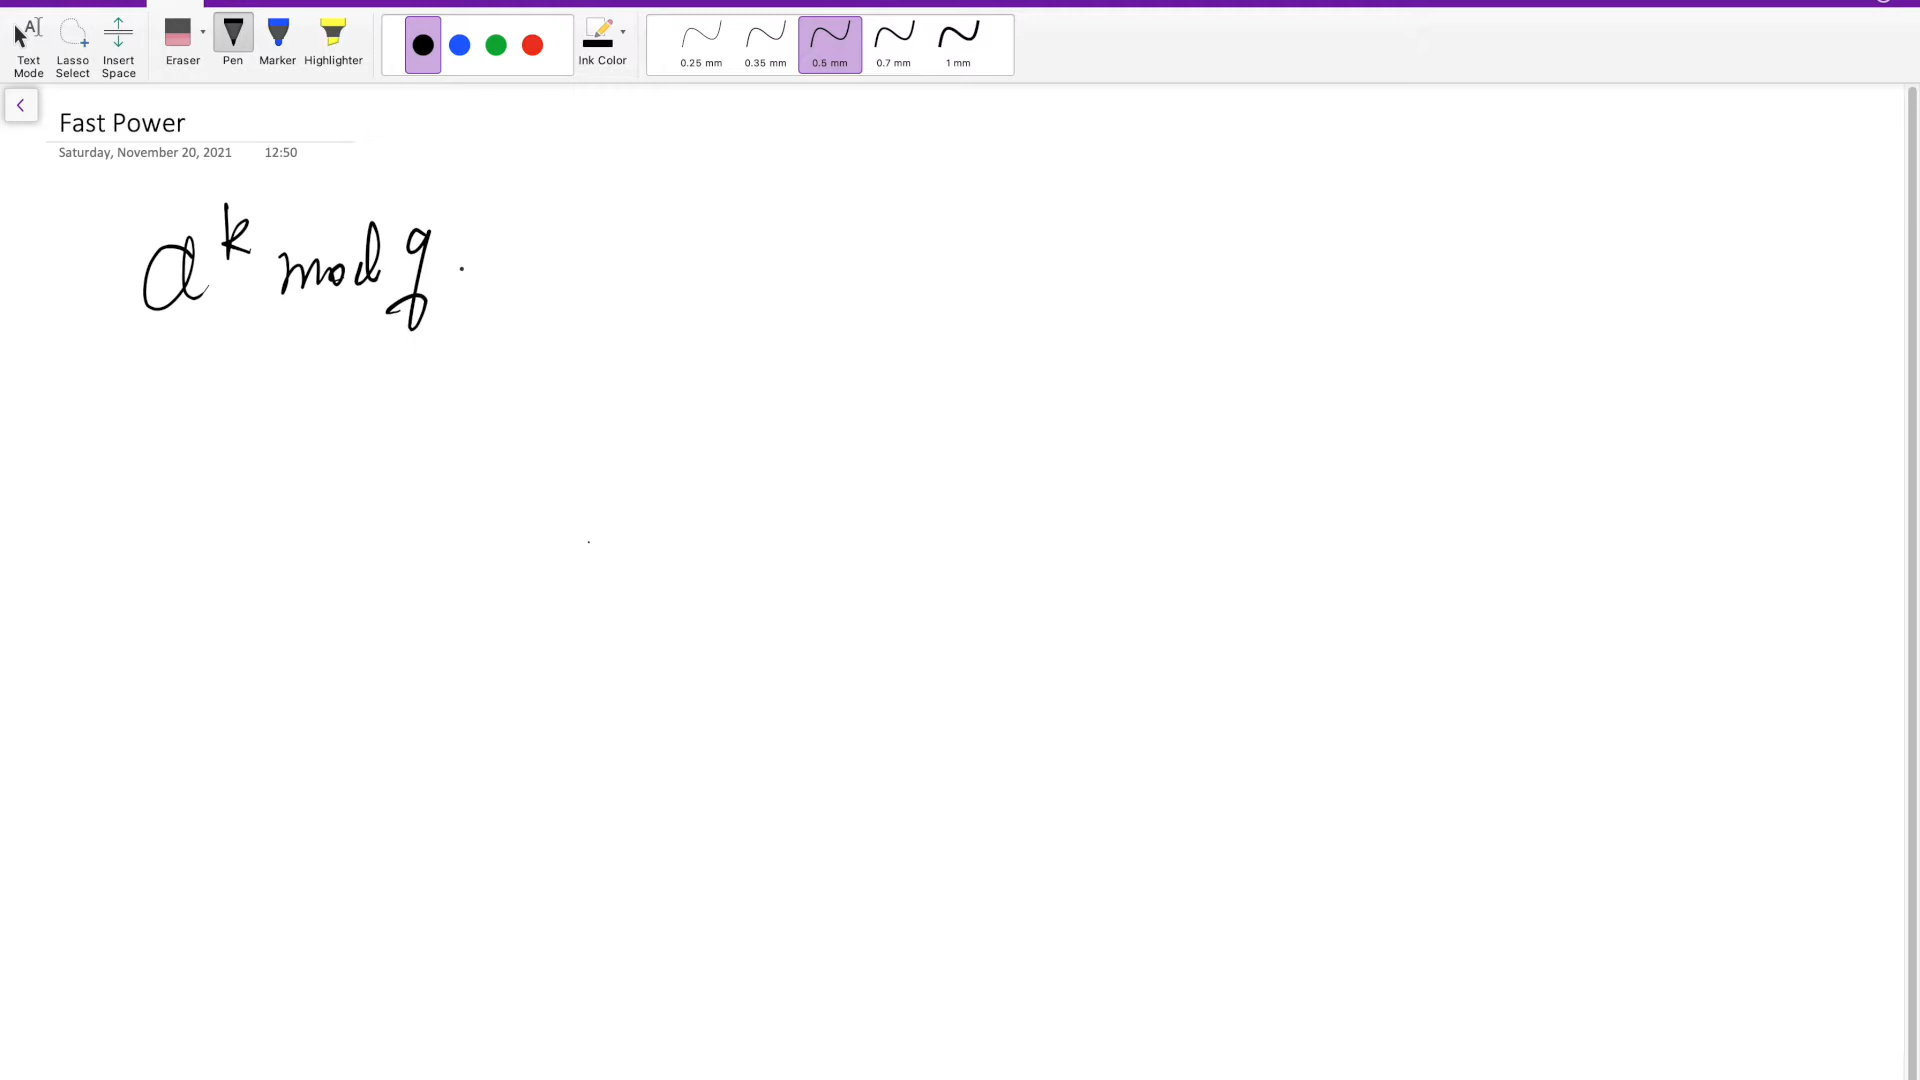 Text Mode
Lasso Select
Insert Space
Eraser
Pen
Marker
Highlighter
Ink Color
0.25 mm
0.35 mm
0.5 mm
0.7 mm
1 mm
Fast Power
Saturday, November 20, 2021 12:50
a^k mod q .